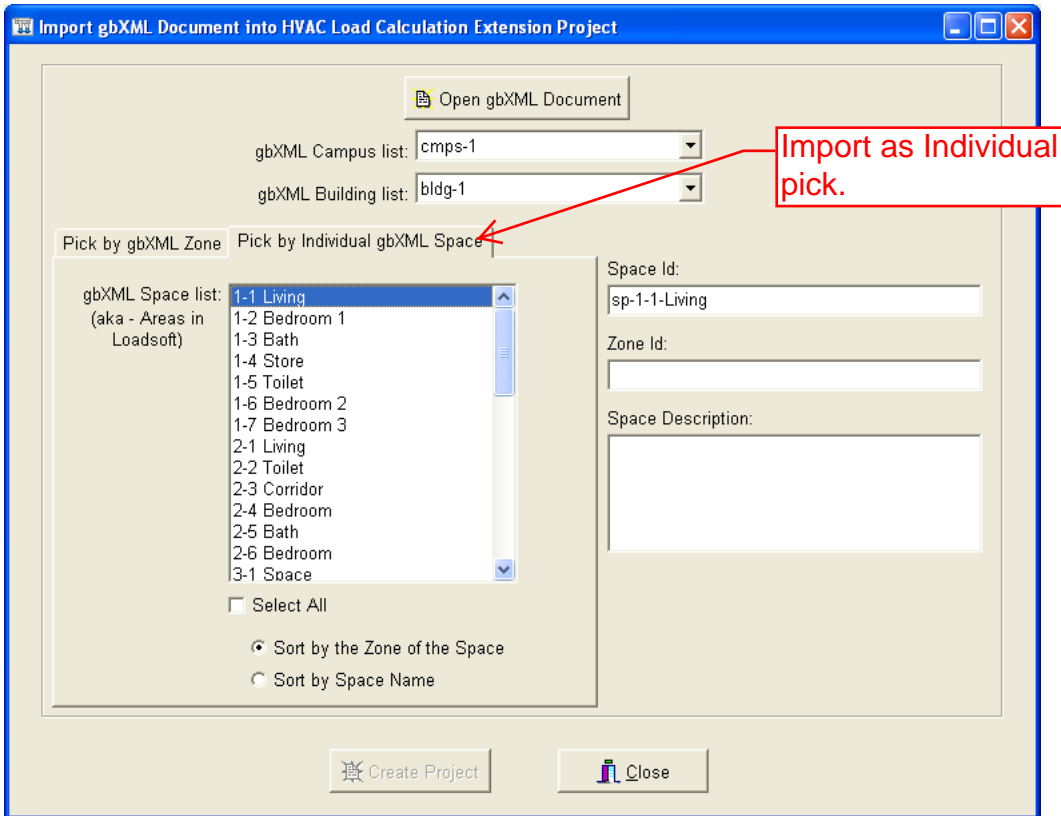 Import gbXML Document into HVAC Load Calculation Extension Project
Open gbXML Document
gbXML Campus list: cmps-1
Import as Individual
pick.
gbXML Building list: bldg-1
Pick by gbXML Zone Pick by Individual gbXML Space
gbXML Space list:
(aka - Areas in
Loadsoft)
1-1 Living
1-2 Bedroom 1
1-3 Bath
1-4 Store
1-5 Toilet
1-6 Bedroom 2
1-7 Bedroom 3
2-1 Living
2-2 Toilet
2-3 Corridor
2-4 Bedroom
2-5 Bath
2-6 Bedroom
3-1 Space
Select All
Sort by the Zone of the Space
Sort by Space Name
Space Id:
sp-1-1-Living
Zone Id:
Space Description:
Create Project
Close